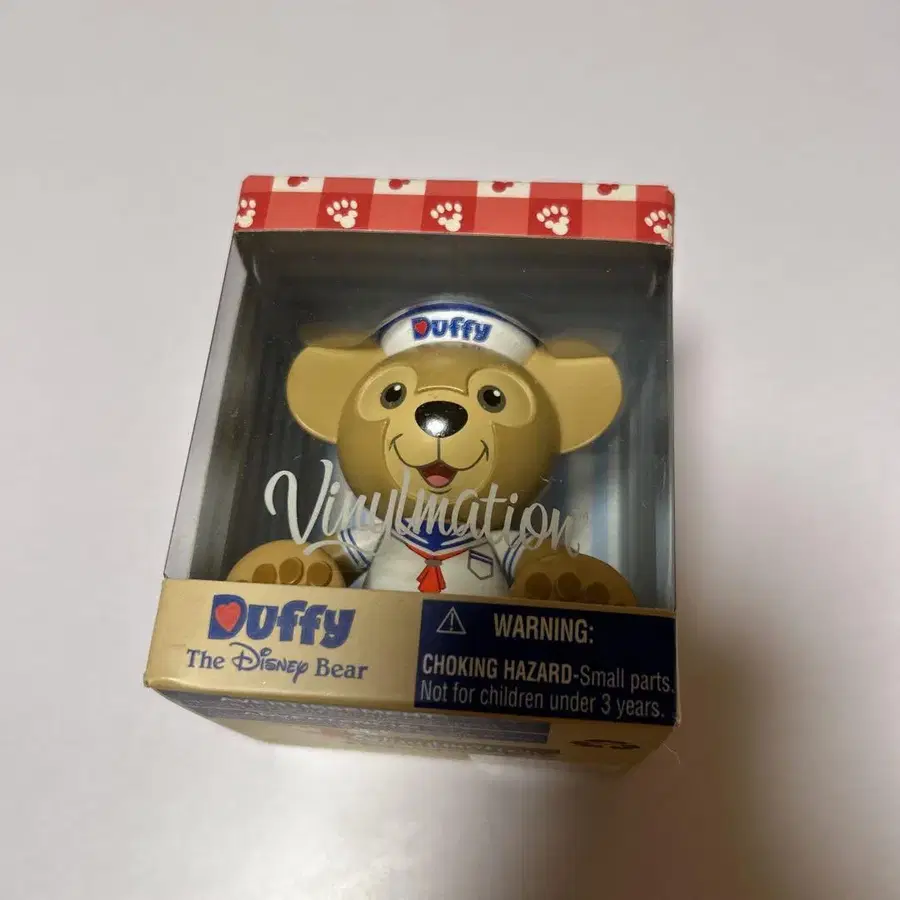 Duffy
Vinylmation
Duffy
The Disney Bear
WARNING:
CHOKING HAZARD-Small parts.
Not for children under 3 years.